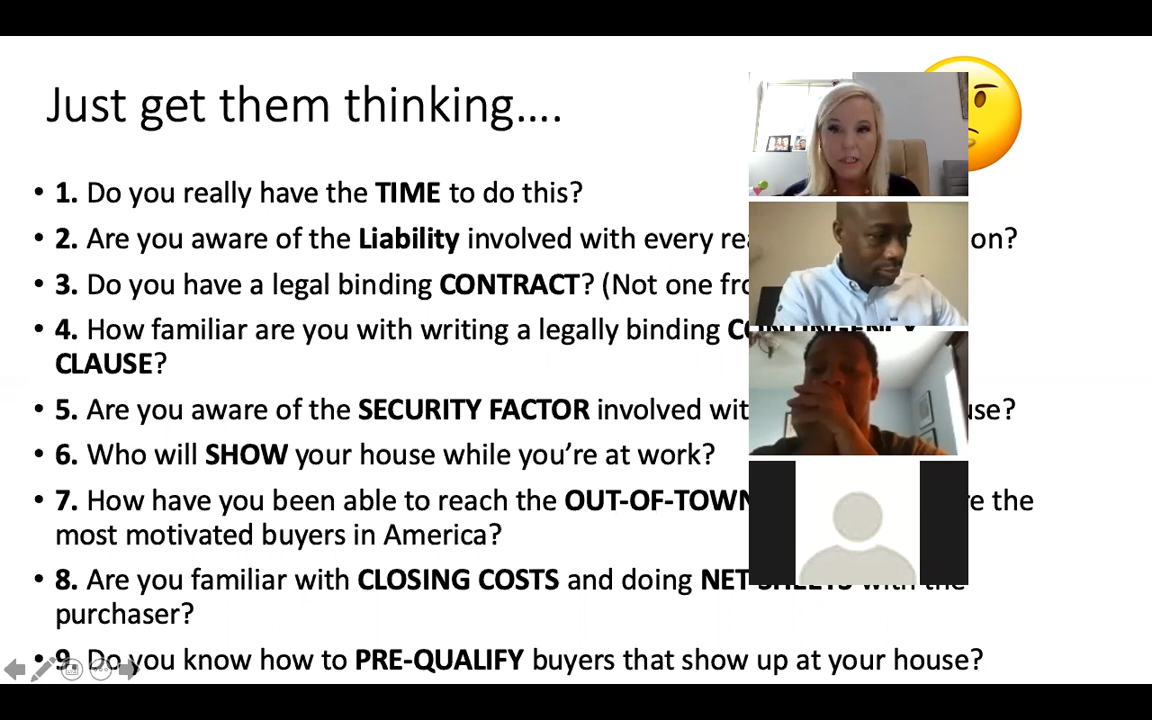 Just get them thinking....
• 1. Do you really have the TIME to do this?
• 2. Are you aware of the Liability involved with every on?
• 3. Do you have a legal binding CONTRACT? (Not one
• 4. How familiar are you with writing a legally binding CONTINGENCY
CLAUSE?
• 5. Are you aware of the SECURITY FACTOR involved
• 6. Who will SHOW your house while you're at work?
• 7. How have you been able to reach the OUT-OF-TOWN the
most motivated buyers in America?
• 8. Are you familiar with CLOSING COSTS and doing NET SHEETS with the
purchaser?
• 9. Do you know how to PRE-QUALIFY buyers that show up at your house?